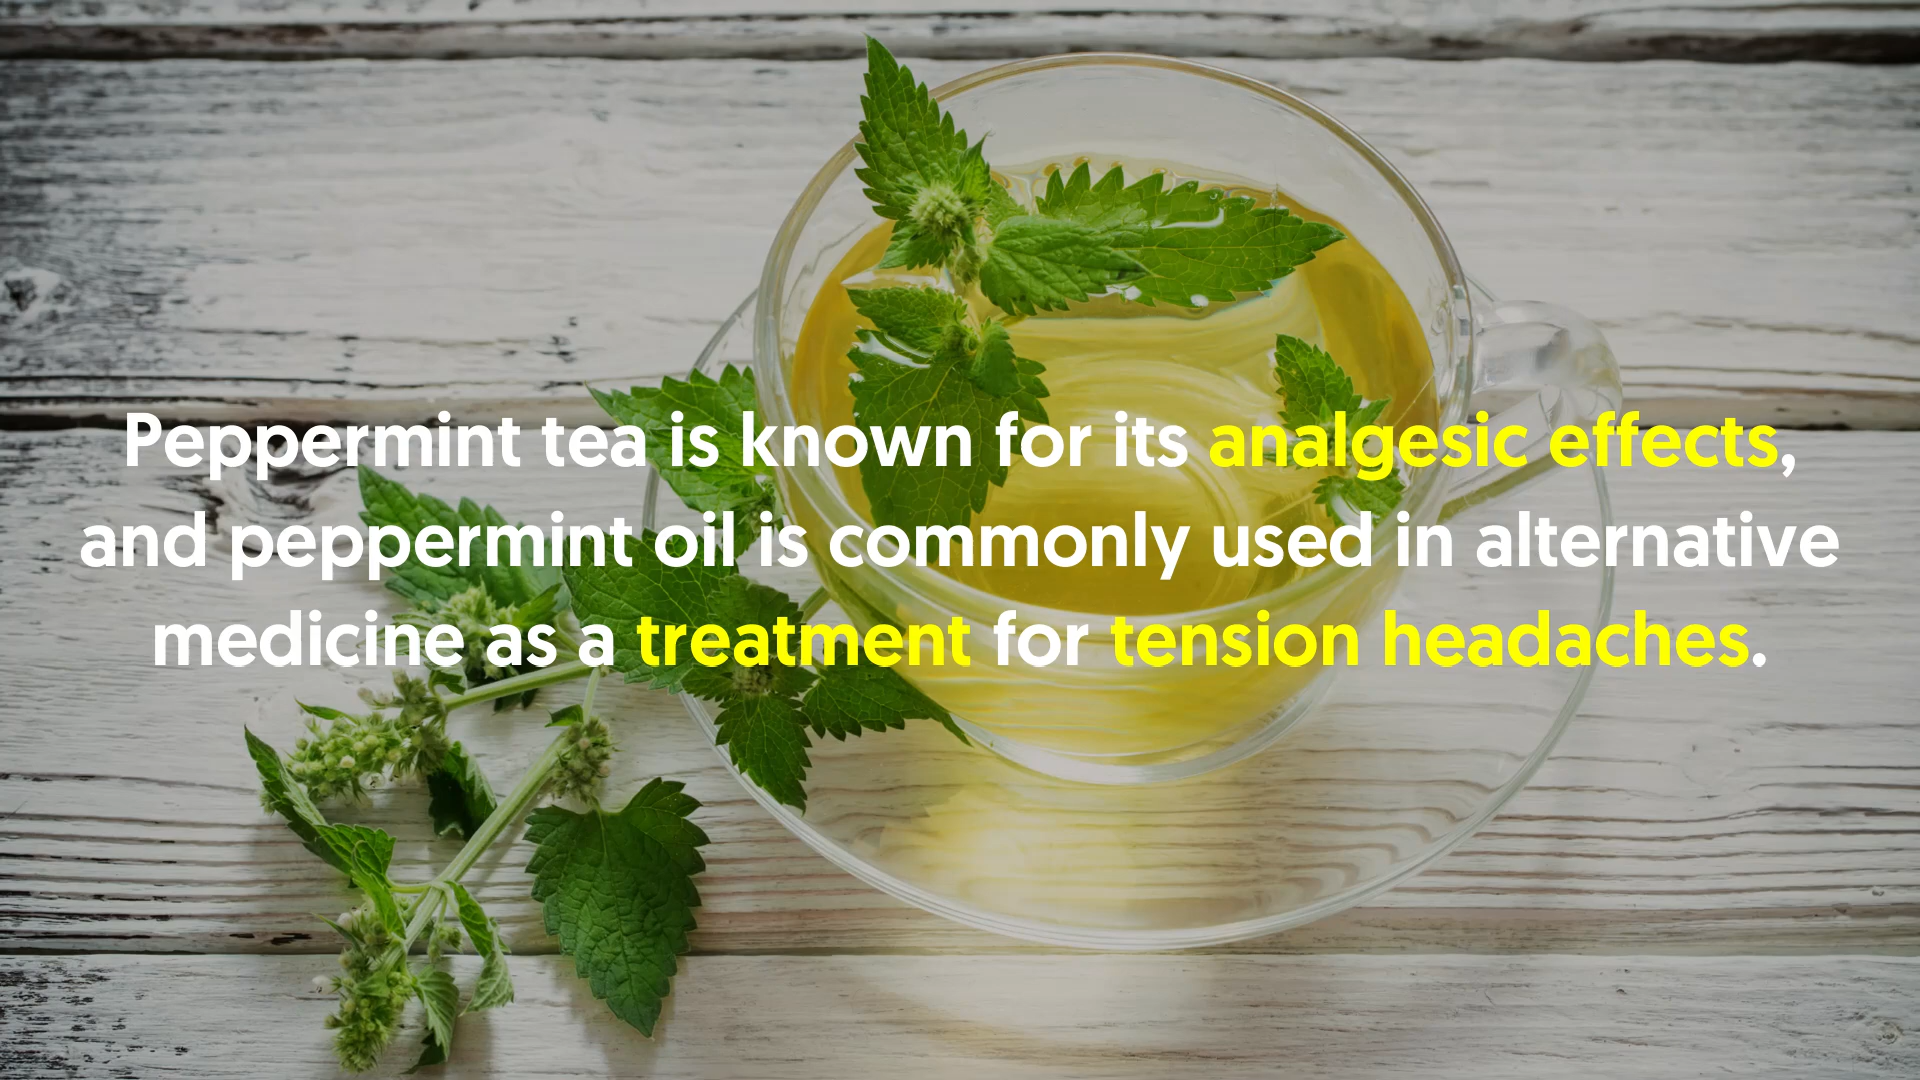 Peppermint tea is known for its analgesic effects,
and peppermint oil is commonly used in alternative
medicine as a treatment for tension headaches.